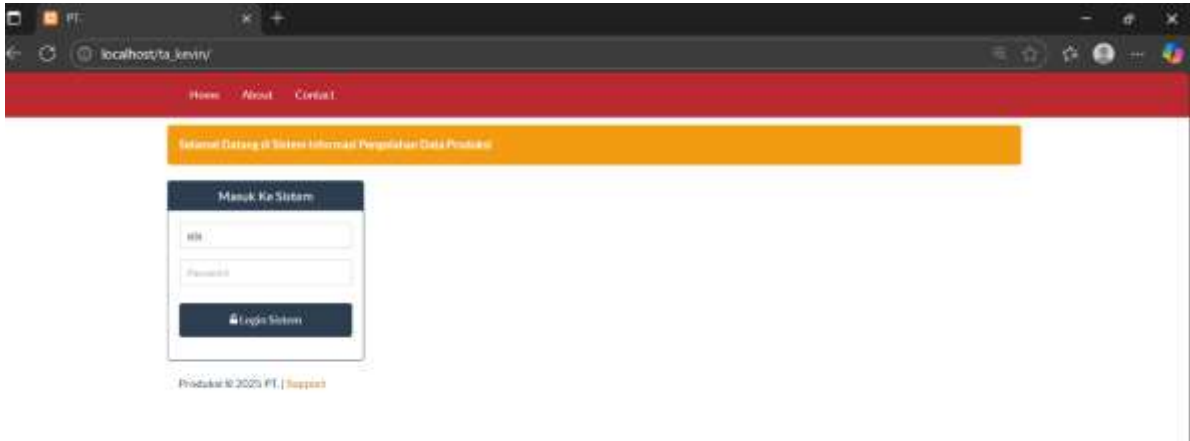 PT.
localhost/ta_kevin/
Home About Contact
Selamat Datang di Sistem Informasi Pengolahan Data Produksi
Masuk Ke Sistem
Password
Login Sistem
Produksi © 2025 PT. | Support